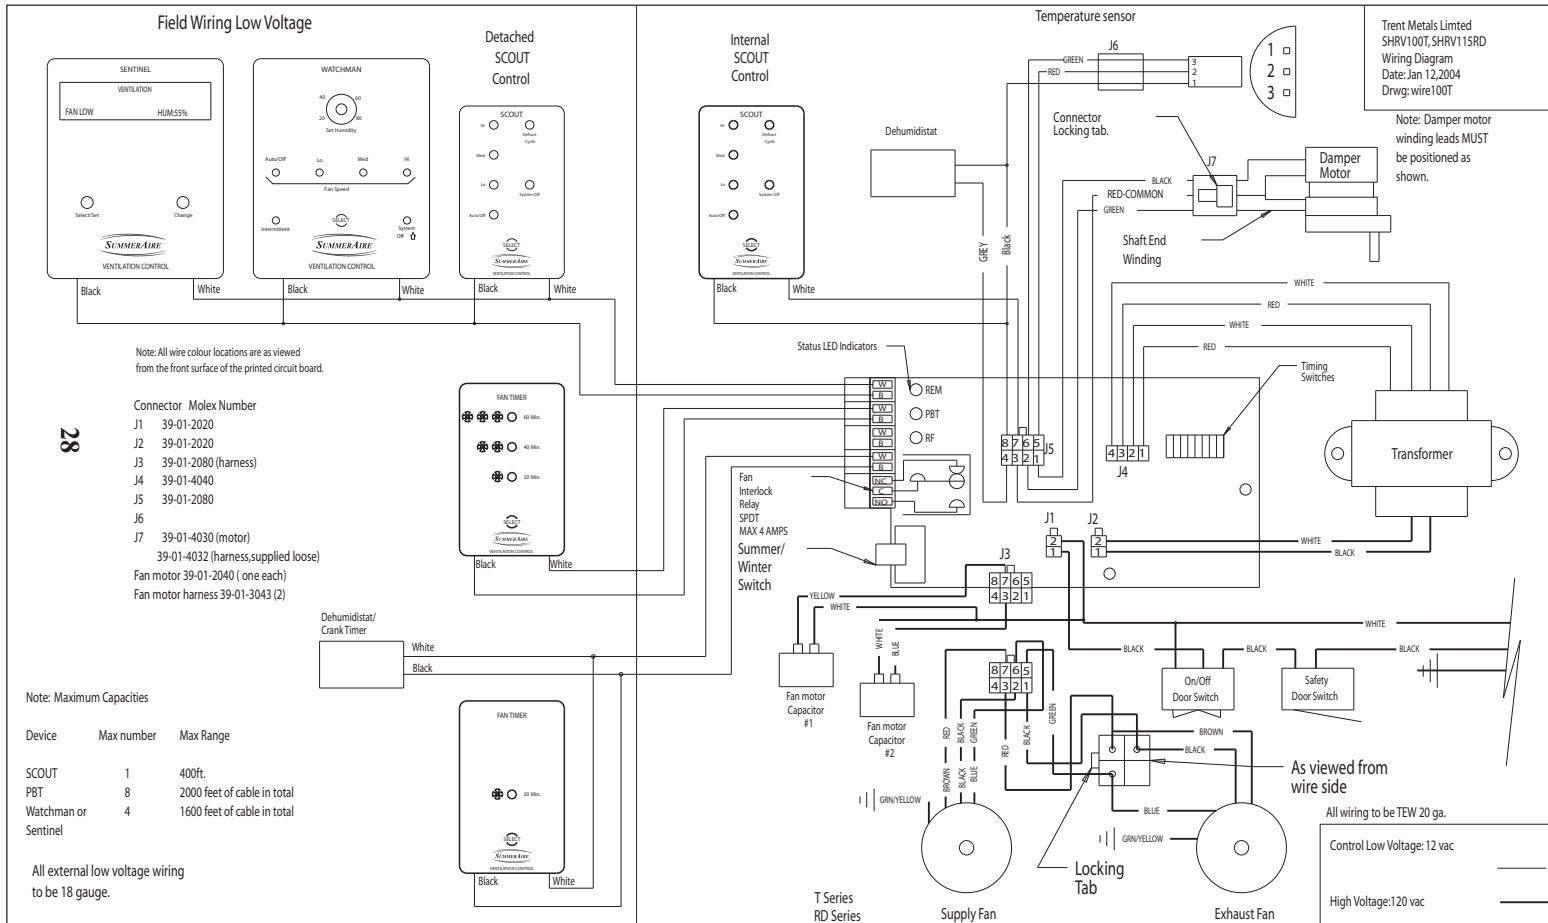 Field Wiring Low Voltage
SENTINEL
VENTILATION
FAN LOW HUM:55%
Select/Set Change
SUMMERAIRE
VENTILATION CONTROL
Black White
WATCHMAN
40 60
20 80
Set Humidity
Auto/Off Lo Med Hi
Fan Speed
Intermittent SELECT System
Off
SUMMERAIRE
VENTILATION CONTROL
Black White
Detached
SCOUT
Control
SCOUT
Hi Defrost
Cycle
Med
Lo System Off
Auto/Off
SELECT
SUMMERAIRE
VENTILATION CONTROL
Black White
Note: All wire colour locations are as viewed
from the front surface of the printed circuit board.
Connector Molex Number
J1 39-01-2020
J2 39-01-2020
J3 39-01-2080 (harness)
J4 39-01-4040
J5 39-01-2080
J6
J7 39-01-4030 (motor)
39-01-4032 (harness,supplied loose)
Fan motor 39-01-2040 ( one each)
Fan motor harness 39-01-3043 (2)
28
FAN TIMER
60 Min.
40 Min.
20 Min.
SELECT
SUMMERAIRE
VENTILATION CONTROL
Black White
Dehumidistat/
Crank Timer
White
Black
FAN TIMER
20 Min.
SELECT
SUMMERAIRE
VENTILATION CONTROL
Black White
Note: Maximum Capacities
Device Max number Max Range
SCOUT 1 400ft.
PBT 8 2000 feet of cable in total
Watchman or 4 1600 feet of cable in total
Sentinel
All external low voltage wiring
to be 18 gauge.
Internal
SCOUT
Control
SCOUT
Hi Defrost
Cycle
Med
Lo System Off
Auto/Off
SELECT
SUMMERAIRE
VENTILATION CONTROL
Black White
Dehumidistat
GREY
Black
Temperature sensor
J6
GREEN
RED
3
2
1
1
2
3
Trent Metals Limted
SHRV100T, SHRV115RD
Wiring Diagram
Date: Jan 12,2004
Drwg: wire100T
Note: Damper motor
winding leads MUST
be positioned as
shown.
Connector
Locking tab.
J7
BLACK
RED-COMMON
GREEN
Damper
Motor
Shaft End
Winding
WHITE
RED
WHITE
RED
Timing
Switches
Transformer
Status LED Indicators
W
B
W
B
W
B
W
B
NC
C
NO
REM
PBT
RF
Fan
Interlock
Relay
SPDT
MAX 4 AMPS
Summer/
Winter
Switch
8 7 6 5
4 3 2 1
J5
4 3 2 1
J4
J1
2
1
J2
2
1
WHITE
BLACK
J3
8 7 6 5
4 3 2 1
YELLOW
WHITE
WHITE
BLUE
Fan motor
Capacitor
#1
Fan motor
Capacitor
#2
8 7 6 5
4 3 2 1
WHITE
BLACK BLACK BLACK
On/Off
Door Switch
Safety
Door Switch
RED
BLACK
GREEN
BROWN
BLACK
BLUE
RED
BLACK
GREEN
BROWN
BLACK
BLUE
As viewed from
wire side
Locking
Tab
GRN/YELLOW
GRN/YELLOW
T Series
RD Series
Supply Fan
Exhaust Fan
All wiring to be TEW 20 ga.
Control Low Voltage: 12 vac
High Voltage:120 vac